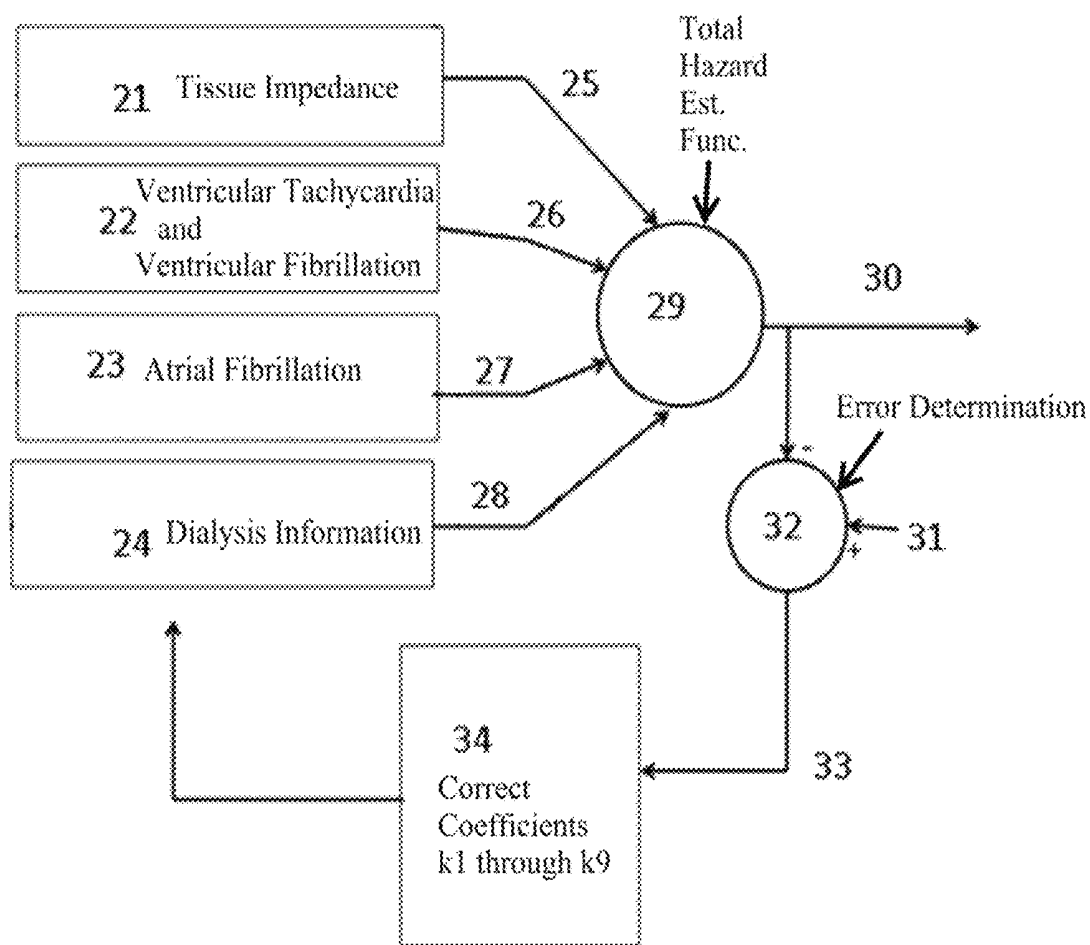 21 Tissue Impedance
25
Total
Hazard
Est.
Func.
22 Ventricular Tachycardia
and
Ventricular Fibrillation
26
29
30
23 Atrial Fibrillation
27
Error Determination
24 Dialysis Information
28
-
32
+
31
34
Correct
Coefficients
k1 through k9
33